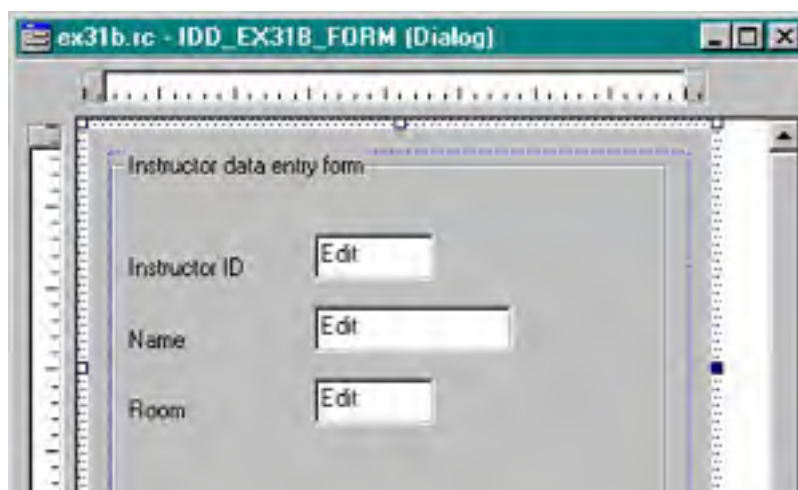 ex31b.rc - IDD_EX31B_FORM (Dialog)
Instructor data entry form
Instructor ID
Edit
Name
Edit
Room
Edit